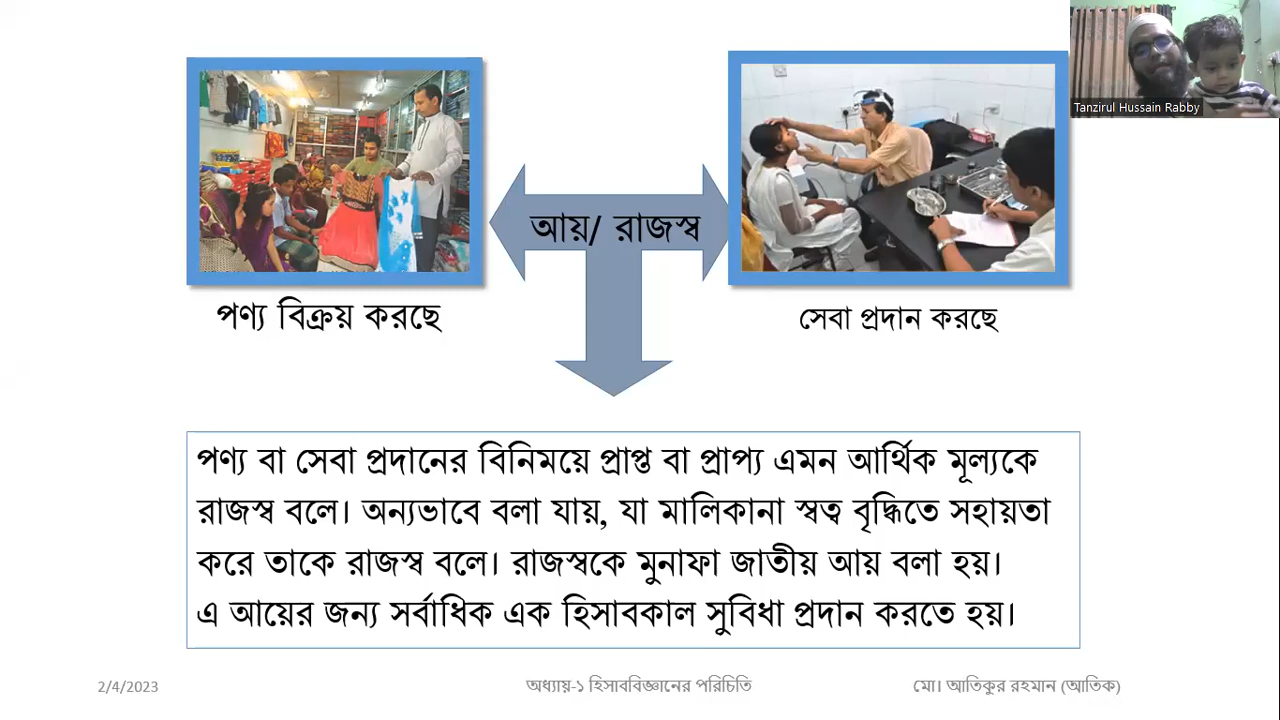 Tanzirul Hussain Rabby
আয়/ রাজস্ব
পণ্য বিক্রয় করছে
সেবা প্রদান করছে
পণ্য বা সেবা প্রদানের বিনিময়ে প্রাপ্ত বা প্রাপ্য এমন আর্থিক মূল্যকে
রাজস্ব বলে। অন্যভাবে বলা যায়, যা মালিকানা স্বত্ব বৃদ্ধিতে সহায়তা
করে তাকে রাজস্ব বলে। রাজস্বকে মুনাফা জাতীয় আয় বলা হয়।
এ আয়ের জন্য সর্বাধিক এক হিসাবকাল সুবিধা প্রদান করতে হয়।
2/4/2023
অধ্যায়-১ হিসাববিজ্ঞানের পরিচিতি
মো। আতিকুর রহমান (আতিক)